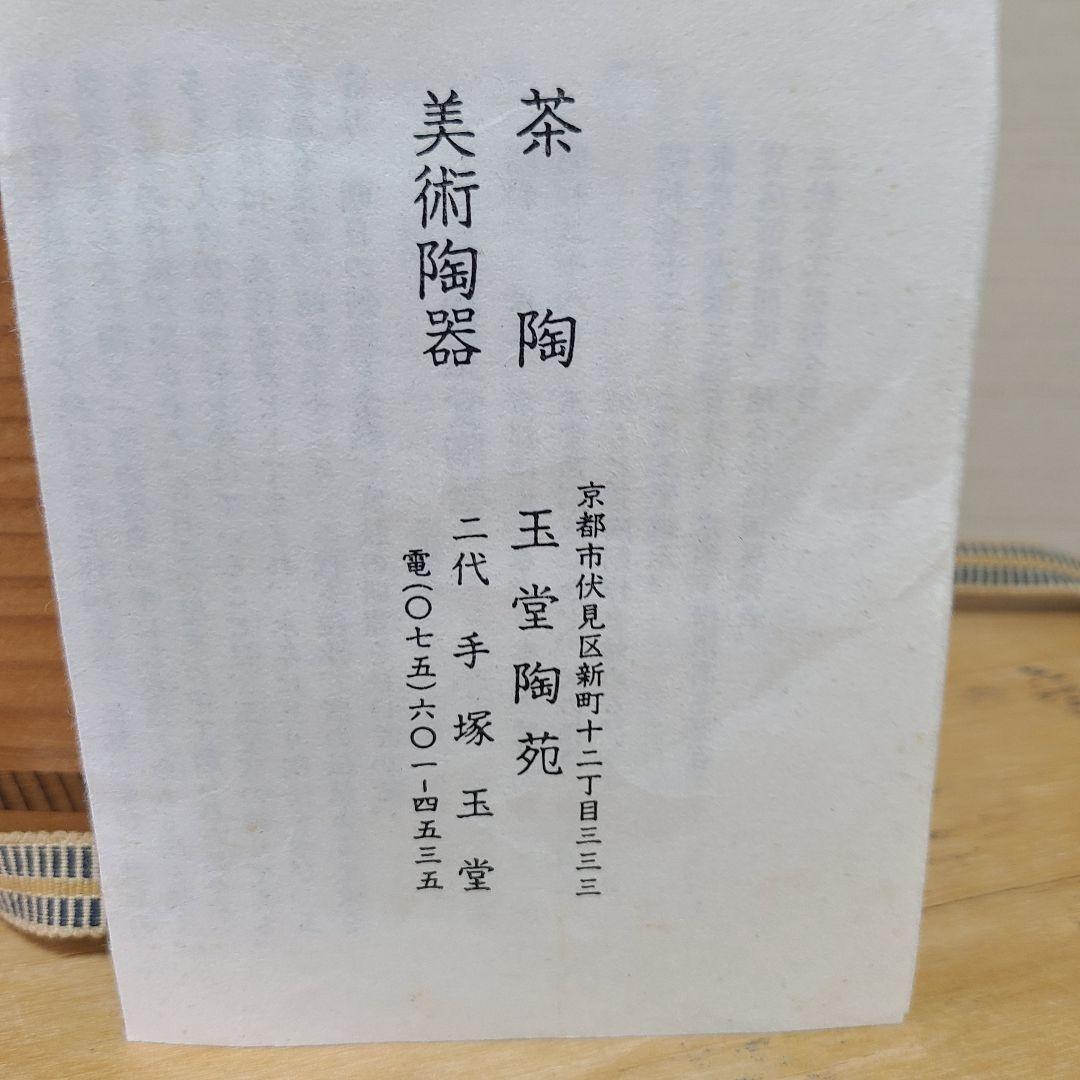 茶陶
美術陶器
京都市伏見区新町十二丁目三三三
玉堂陶苑
二代 手塚玉堂
電(〇七五)六〇一-四五三五